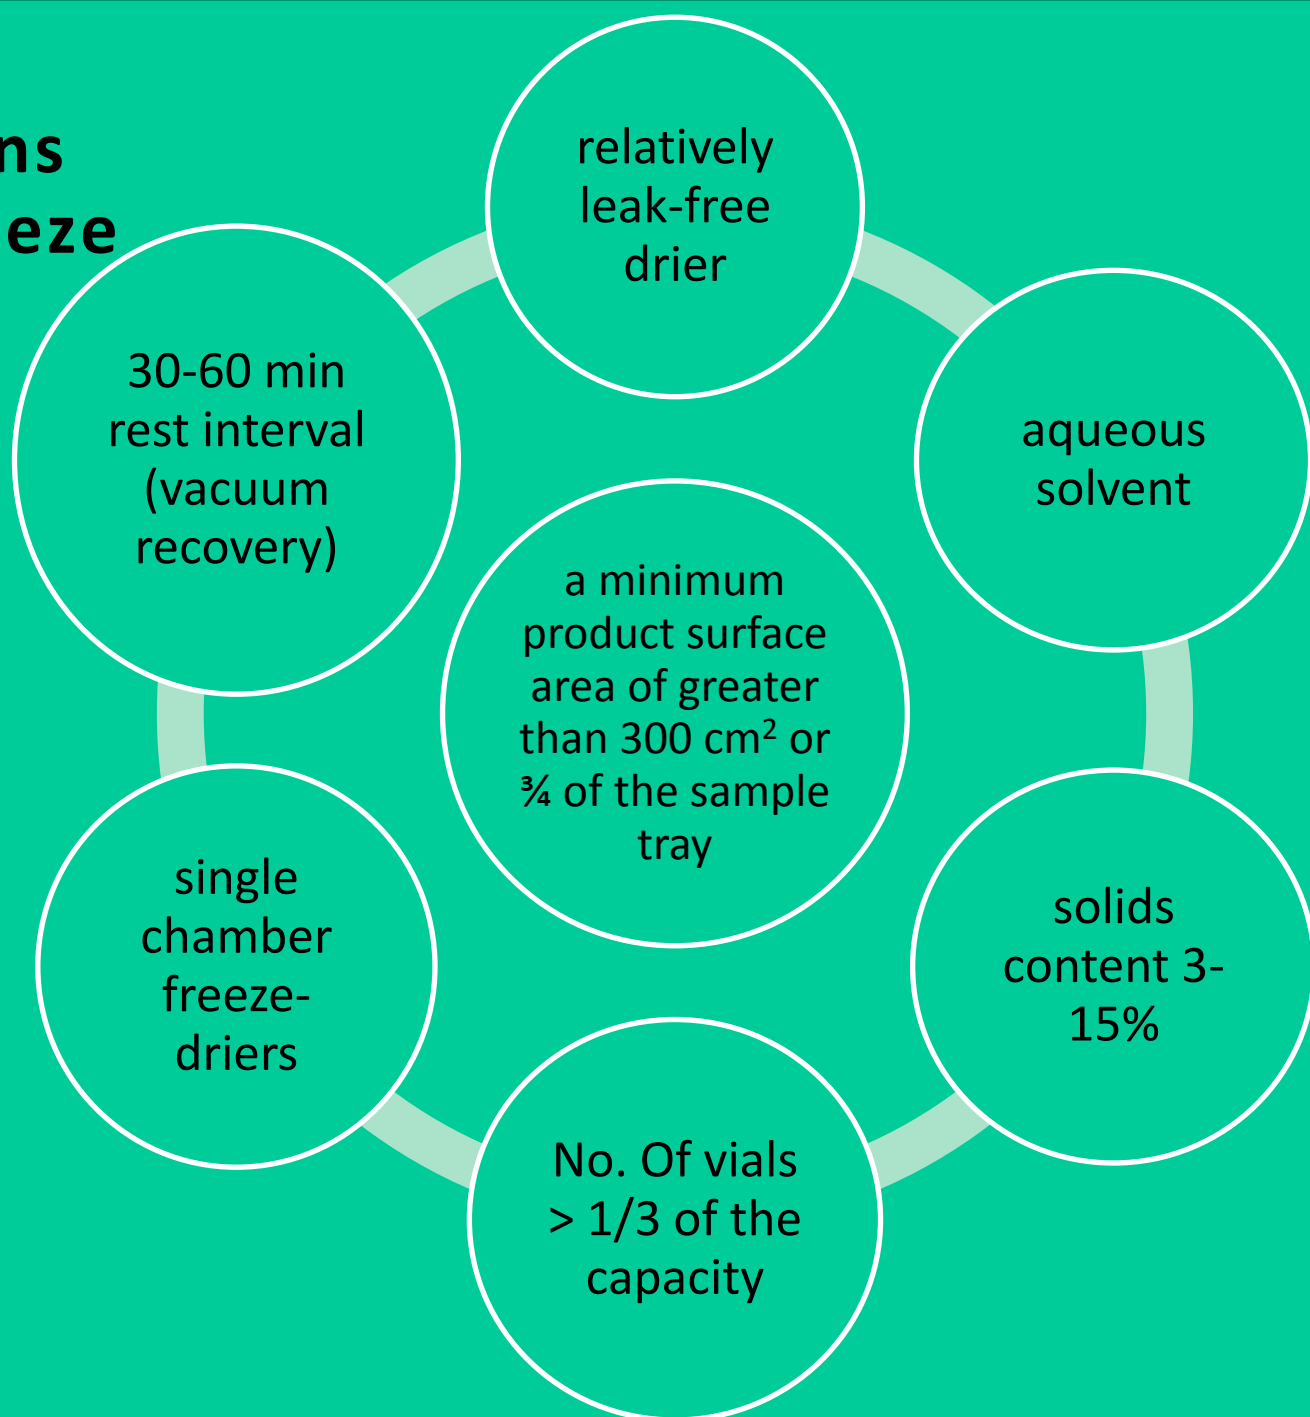 ns
eeze
relatively
leak-free
drier
aqueous
solvent
solids
content 3-
15%
No. Of vials
> 1/3 of the
capacity
single
chamber
freeze-
driers
30-60 min
rest interval
(vacuum
recovery)
a minimum
product surface
area of greater
than 300 cm² or
¾ of the sample
tray